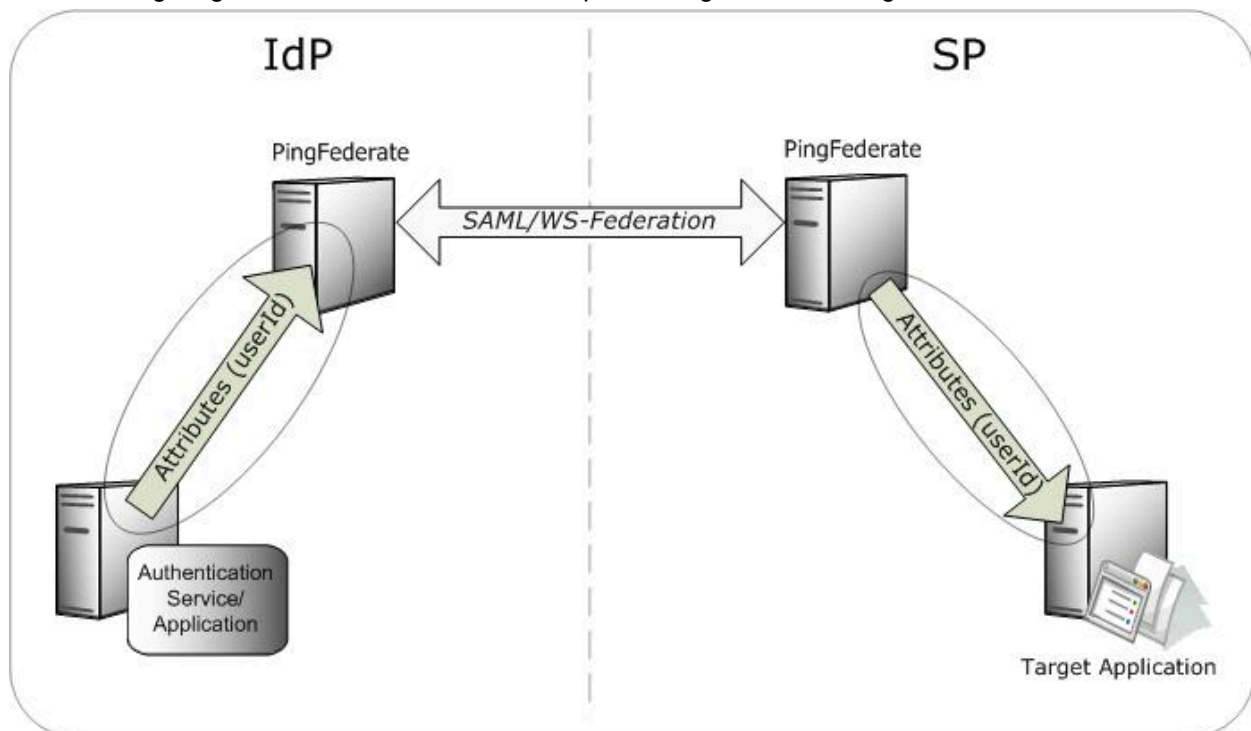 IdP
SP
PingFederate
PingFederate
SAML/WS-Federation
Attributes (userId)
Attributes (userId)
Authentication
Service/
Application
Target Application